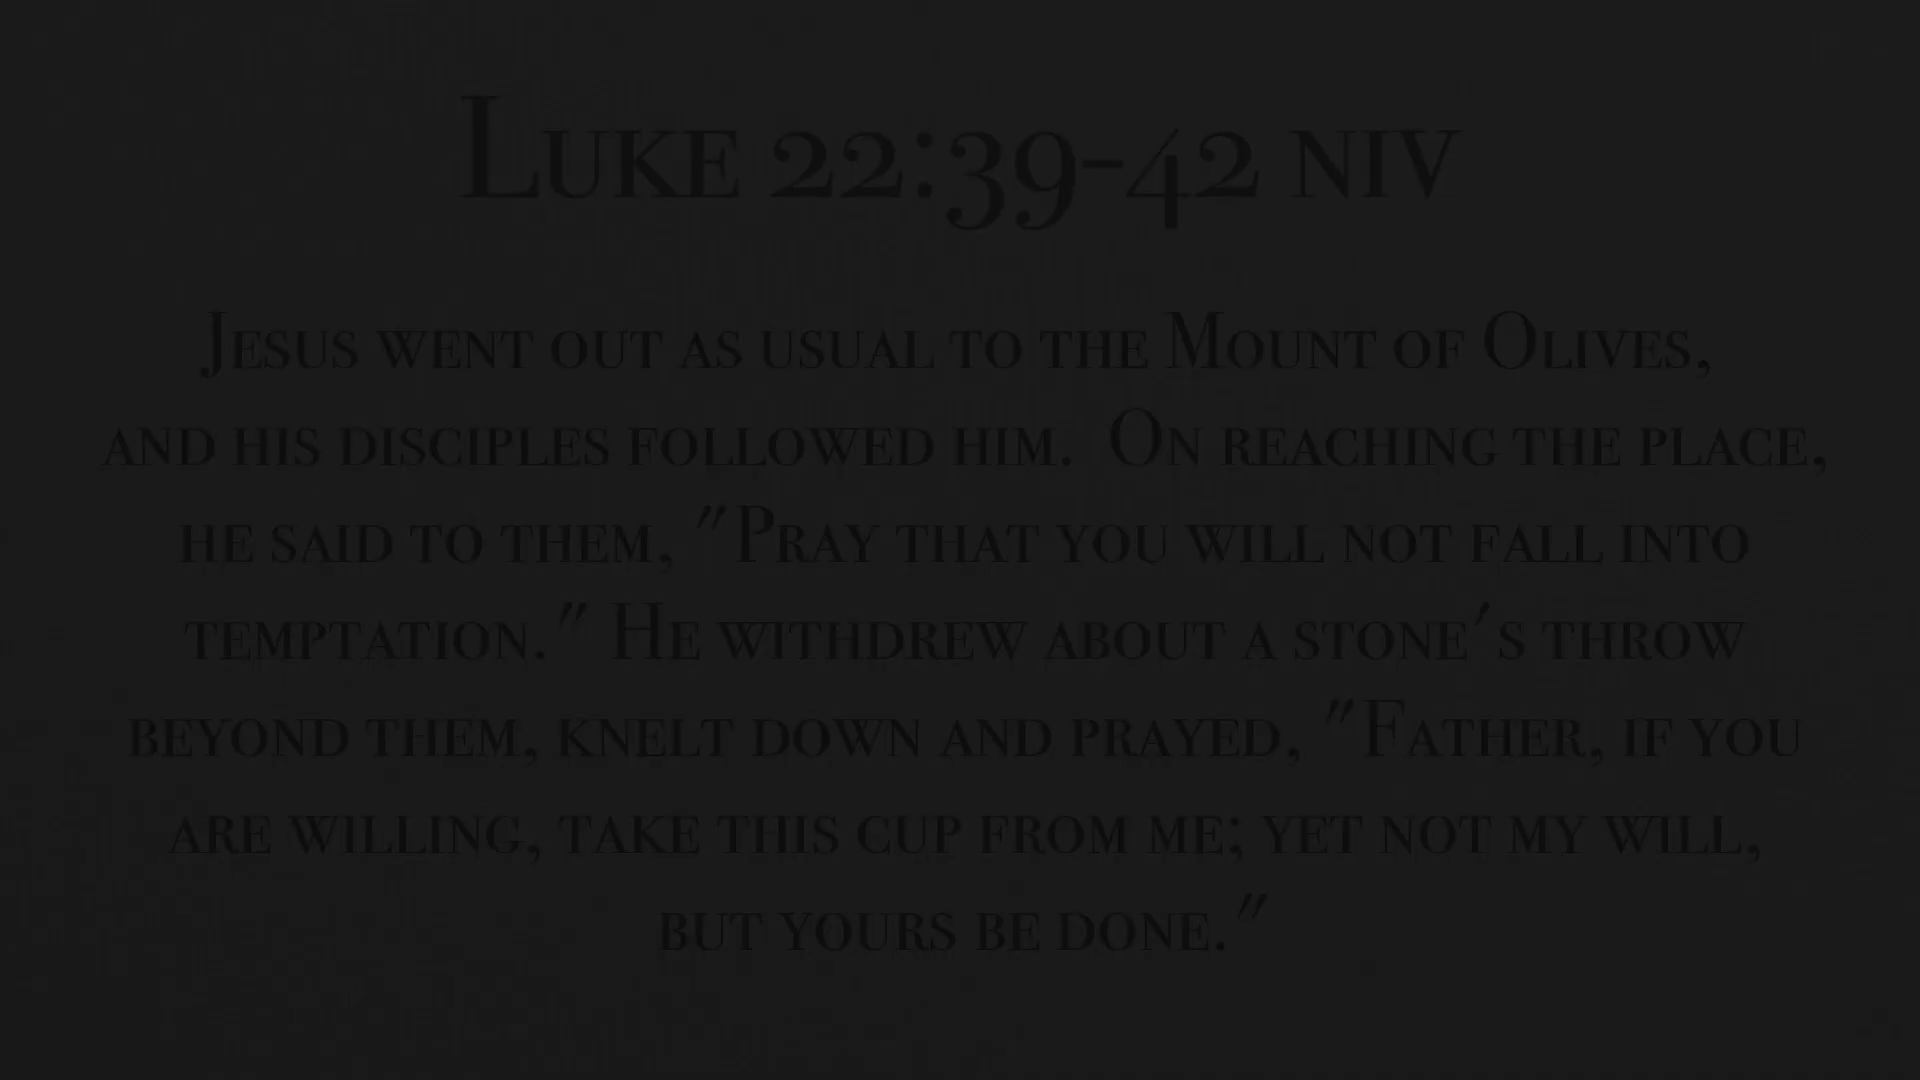 Luke 22:39-42 NIV
Jesus went out as usual to the Mount of Olives,
and his disciples followed him.  On reaching the place,
he said to them, "Pray that you will not fall into
temptation." He withdrew about a stone's throw
beyond them, knelt down and prayed, "Father, if you
are willing, take this cup from me; yet not my will,
but yours be done."